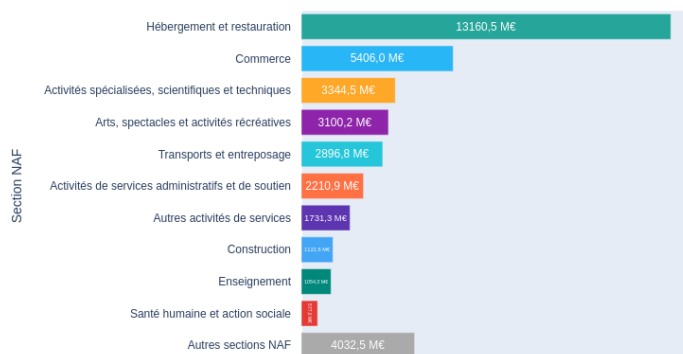 Section NAF
Hébergement et restauration 13160,5 M€
Commerce 5406,0 M€
Activités spécialisées, scientifiques et techniques 3344,5 M€
Arts, spectacles et activités récréatives 3100,2 M€
Transports et entreposage 2896,8 M€
Activités de services administratifs et de soutien 2210,9 M€
Autres activités de services 1731,3 M€
Construction M€
Enseignement M€
Santé humaine et action sociale M€
Autres sections NAF 4032,5 M€